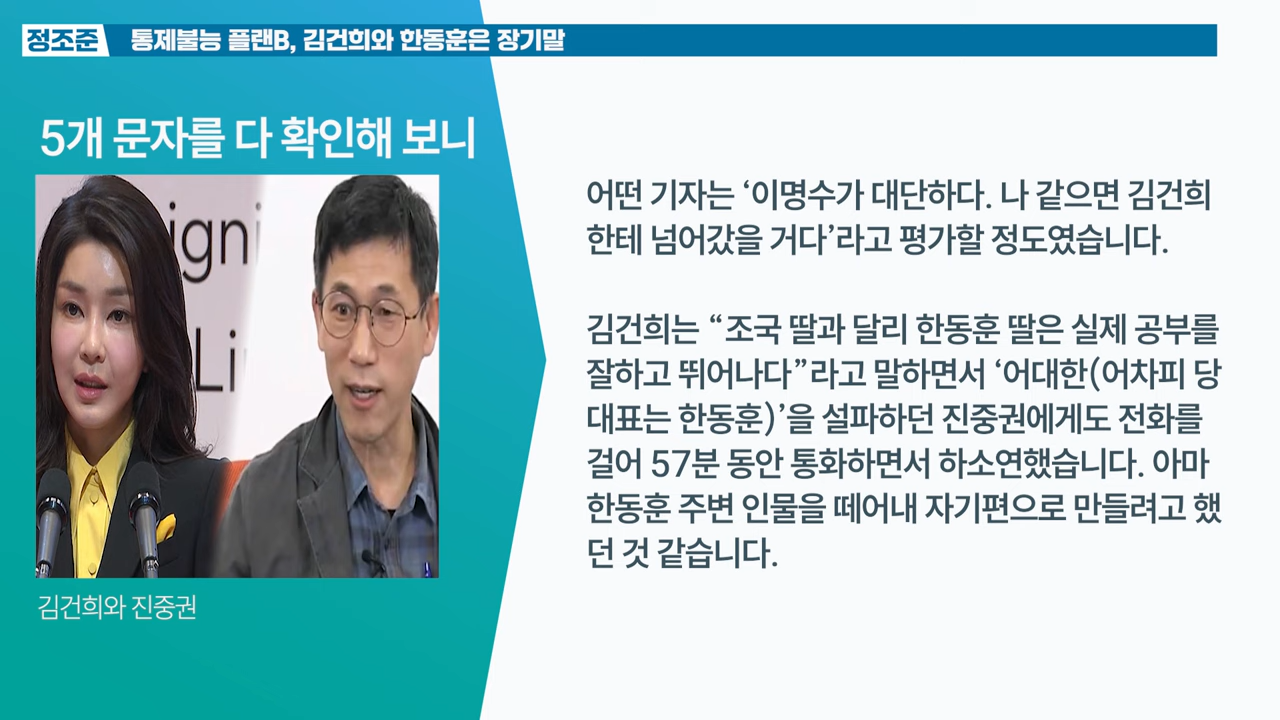 정조준 통제불능 플랜B, 김건희와 한동훈은 장기말
5개 문자를 다 확인해 보니
igni
Li
김건희와 진중권
어떤 기자는 ‘이명수가 대단하다. 나 같으면 김건희
한테 넘어갔을 거다’라고 평가할 정도였습니다.
김건희는 “조국 딸과 달리 한동훈 딸은 실제 공부를
잘하고 뛰어나다”라고 말하면서 ‘어대한(어차피 당
대표는 한동훈)’을 설파하던 진중권에게도 전화를
걸어 57분 동안 통화하면서 하소연했습니다. 아마
한동훈 주변 인물을 떼어내 자기편으로 만들려고 했
던 것 같습니다.